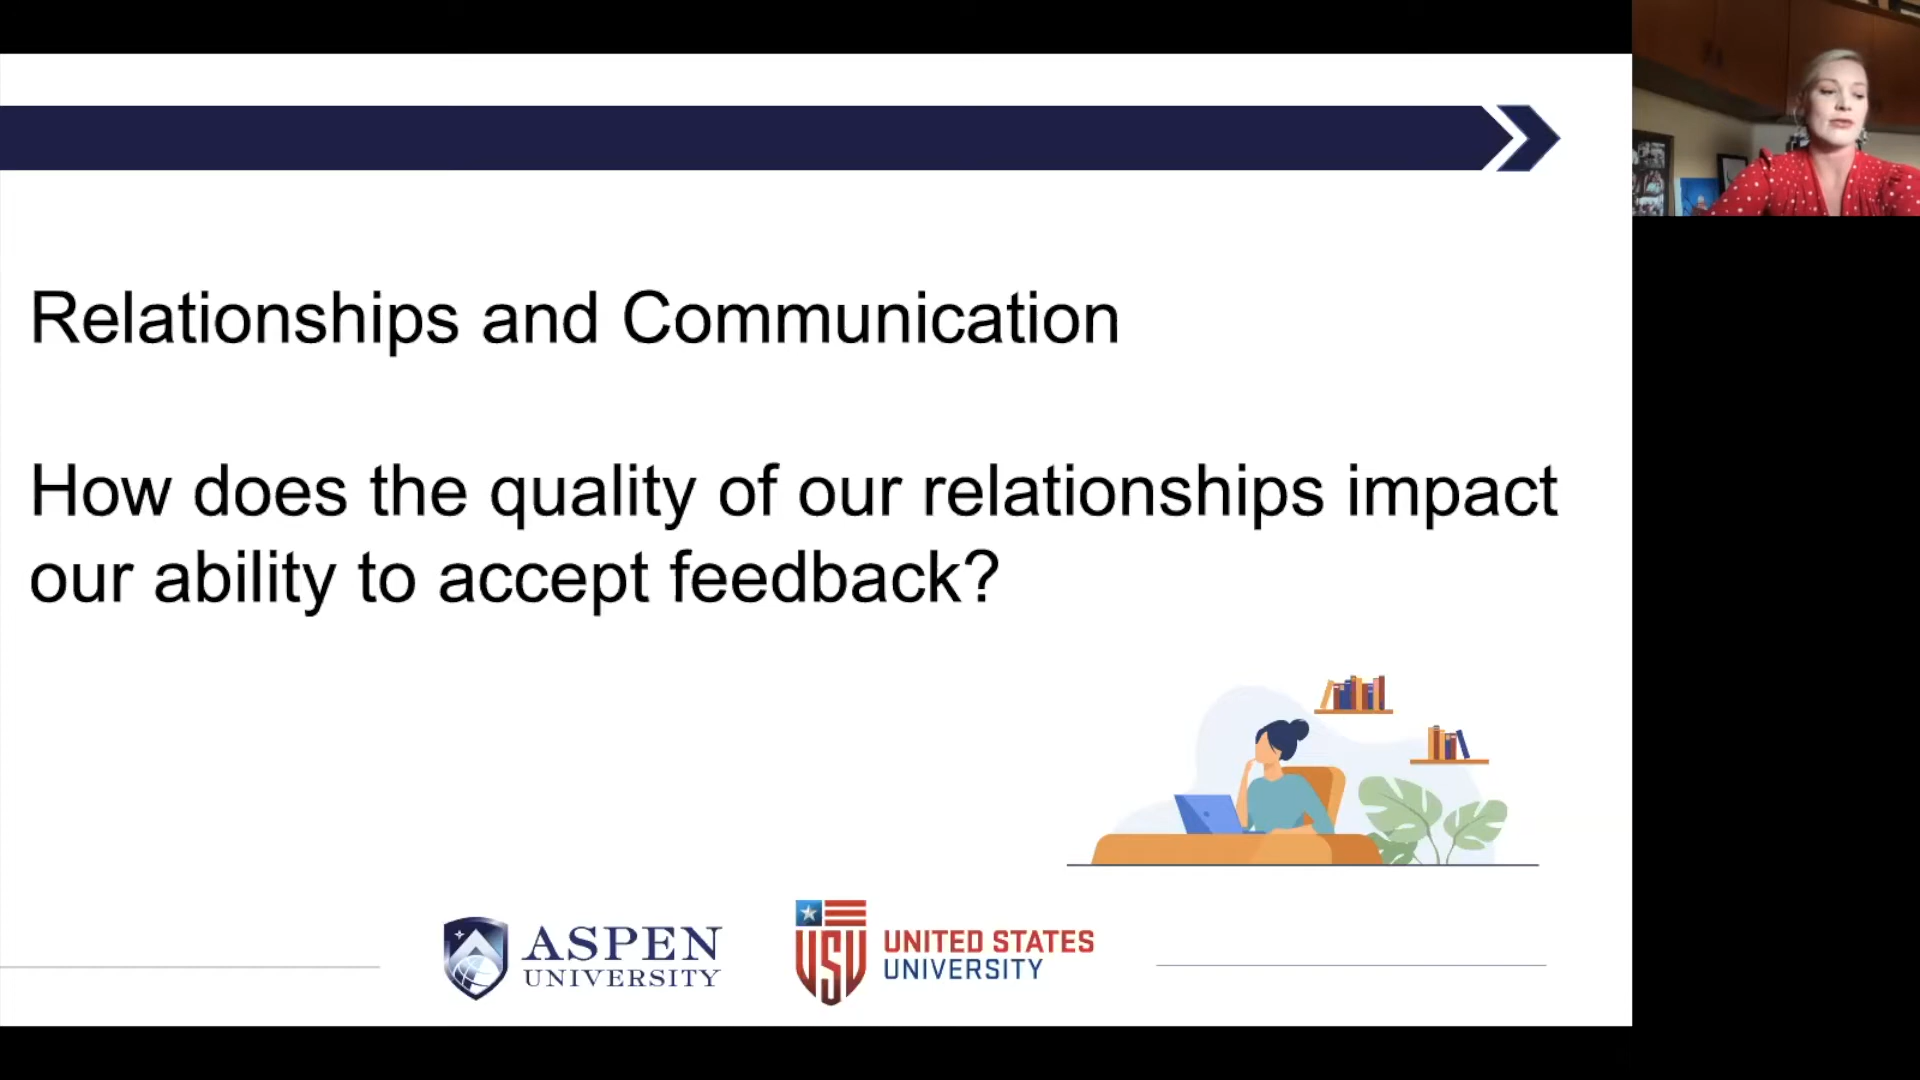 Relationships and Communication
How does the quality of our relationships impact
our ability to accept feedback?
ASPEN
UNIVERSITY
USU
UNITED STATES
UNIVERSITY